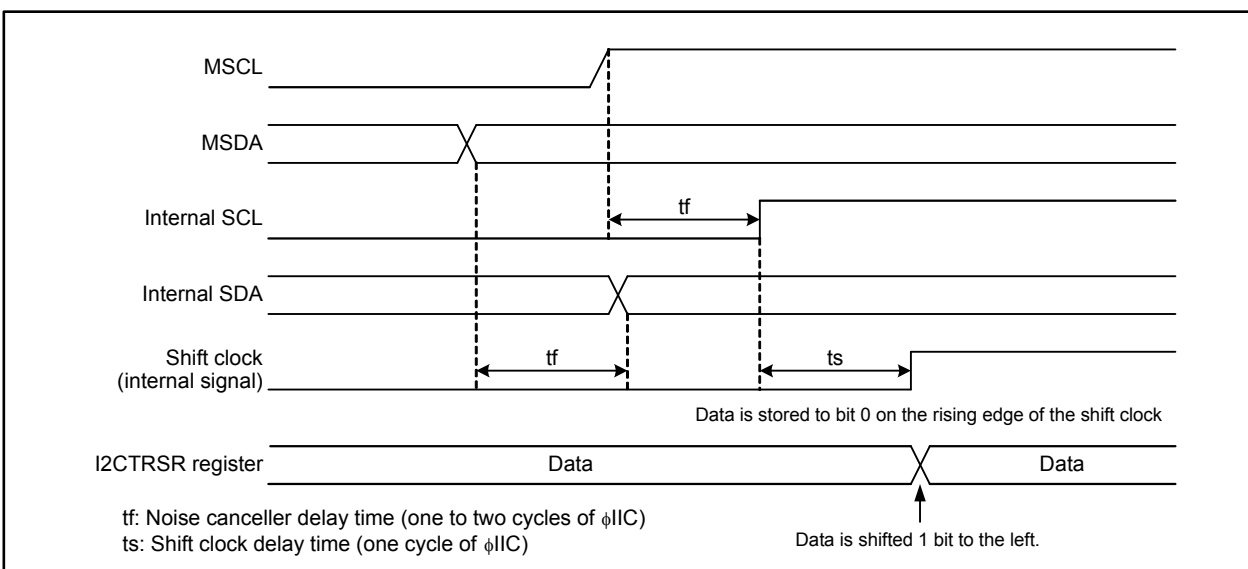 MSCL
MSDA
tf
Internal SCL
Internal SDA
Shift clock
(internal signal)
tf
ts
Data is stored to bit 0 on the rising edge of the shift clock
I2CTRSR register
Data
Data
tf: Noise canceller delay time (one to two cycles of ϕIIC)
ts: Shift clock delay time (one cycle of ϕIIC)
Data is shifted 1 bit to the left.